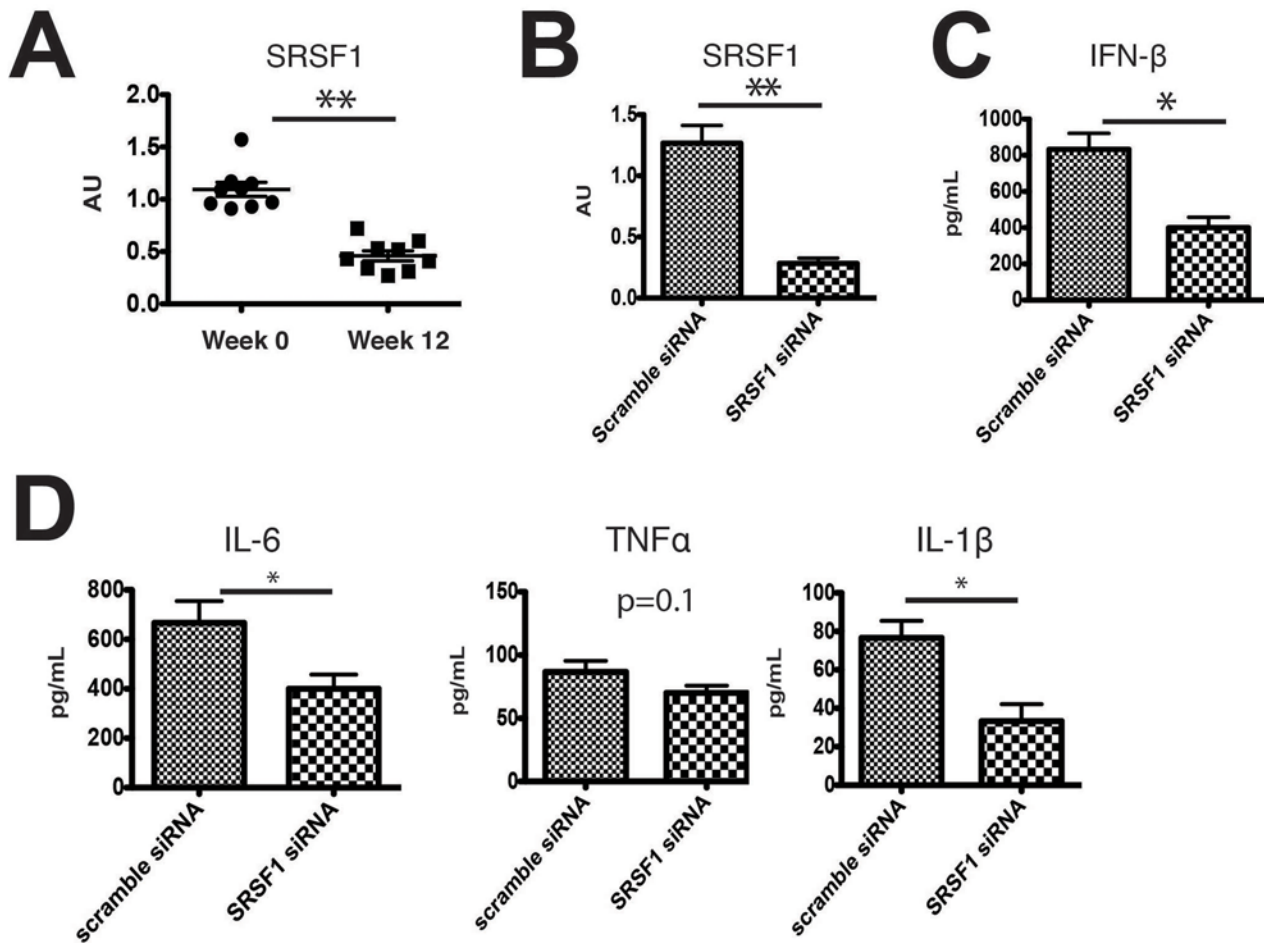 A
SRSF1
**
AU
2.0
1.5
1.0
0.5
0.0
Week 0
Week 12
B
SRSF1
**
AU
1.5
1.0
0.5
0.0
Scramble siRNA
SRSF1 siRNA
C
IFN-β
*
pg/mL
1000
800
600
400
200
0
Scramble siRNA
SRSF1 siRNA
D
IL-6
*
pg/mL
800
600
400
200
0
scramble siRNA
SRSF1 siRNA
TNFα
p=0.1
pg/mL
150
100
50
0
scramble siRNA
SRSF1 siRNA
IL-1β
*
pg/mL
100
80
60
40
20
0
scramble siRNA
SRSF1 siRNA